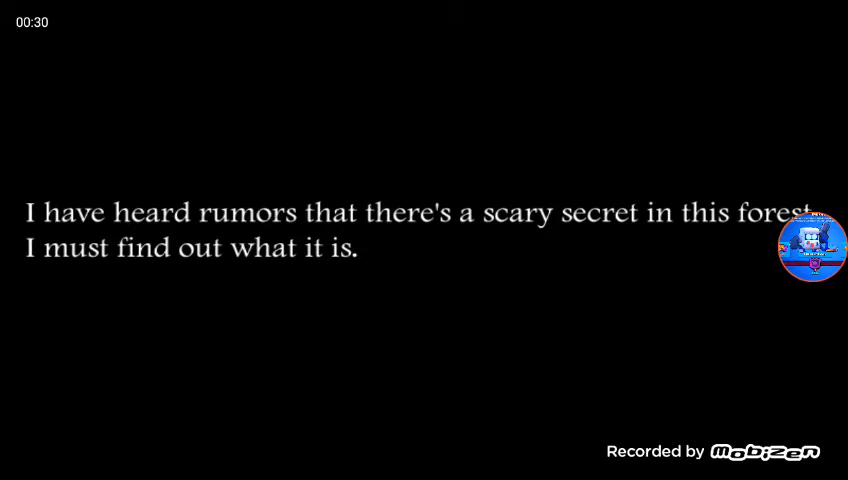 00:30
I have heard rumors that there's a scary secret in this forest
I must find out what it is.
Recorded by Mobizen